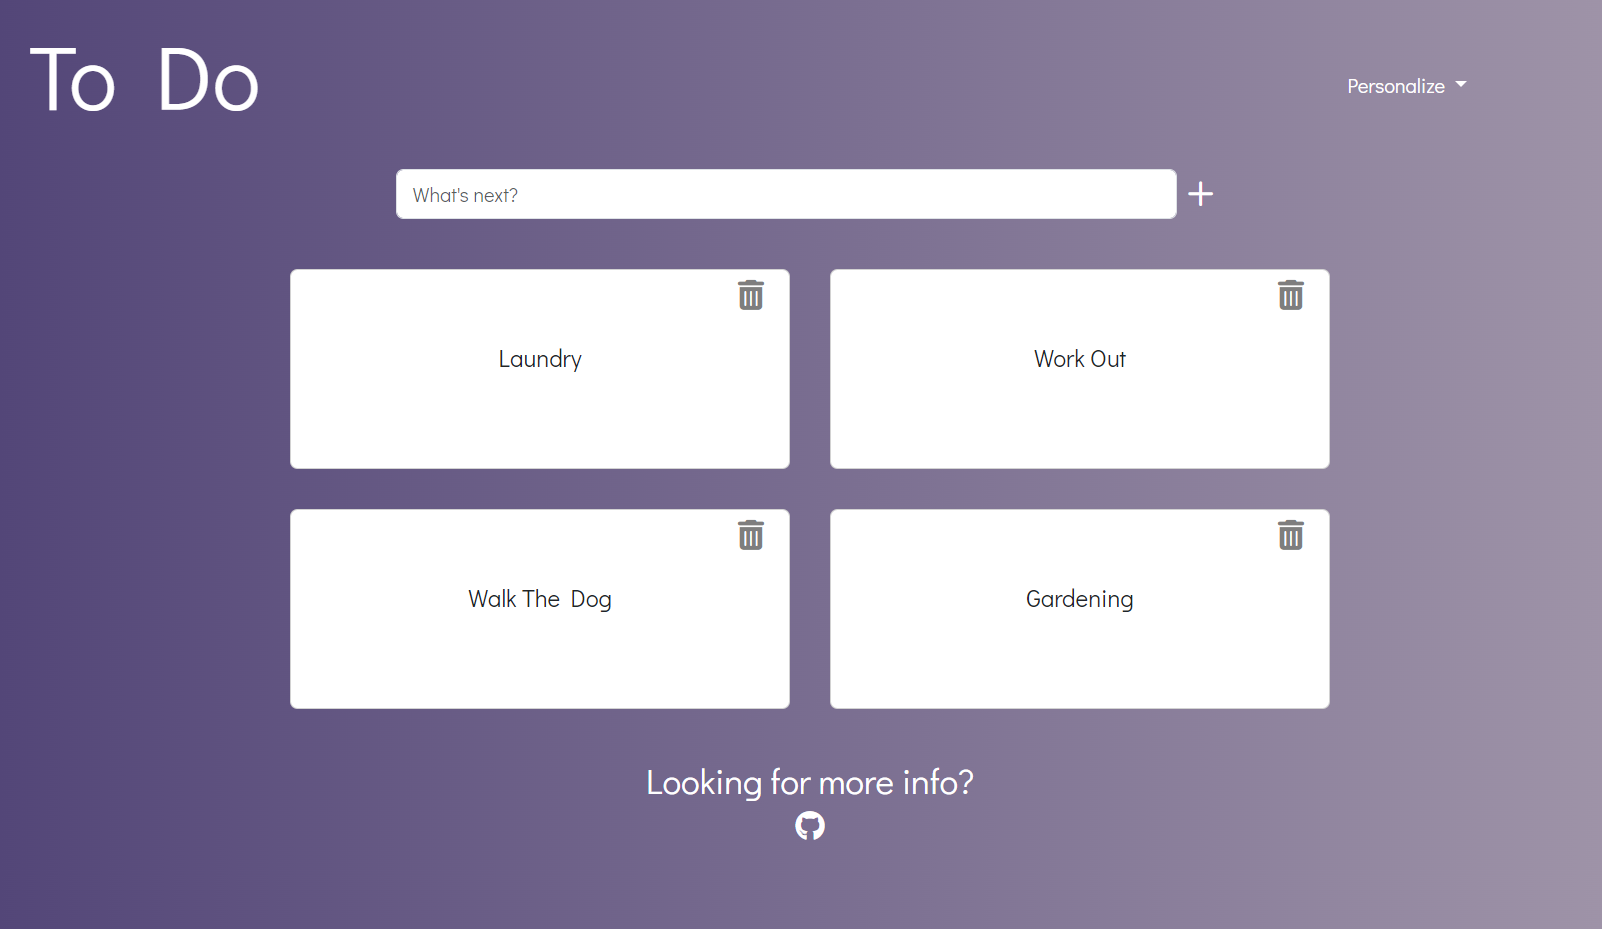 To Do
Personalize
What's next?
Laundry
Work Out
Walk The Dog
Gardening
Looking for more info?